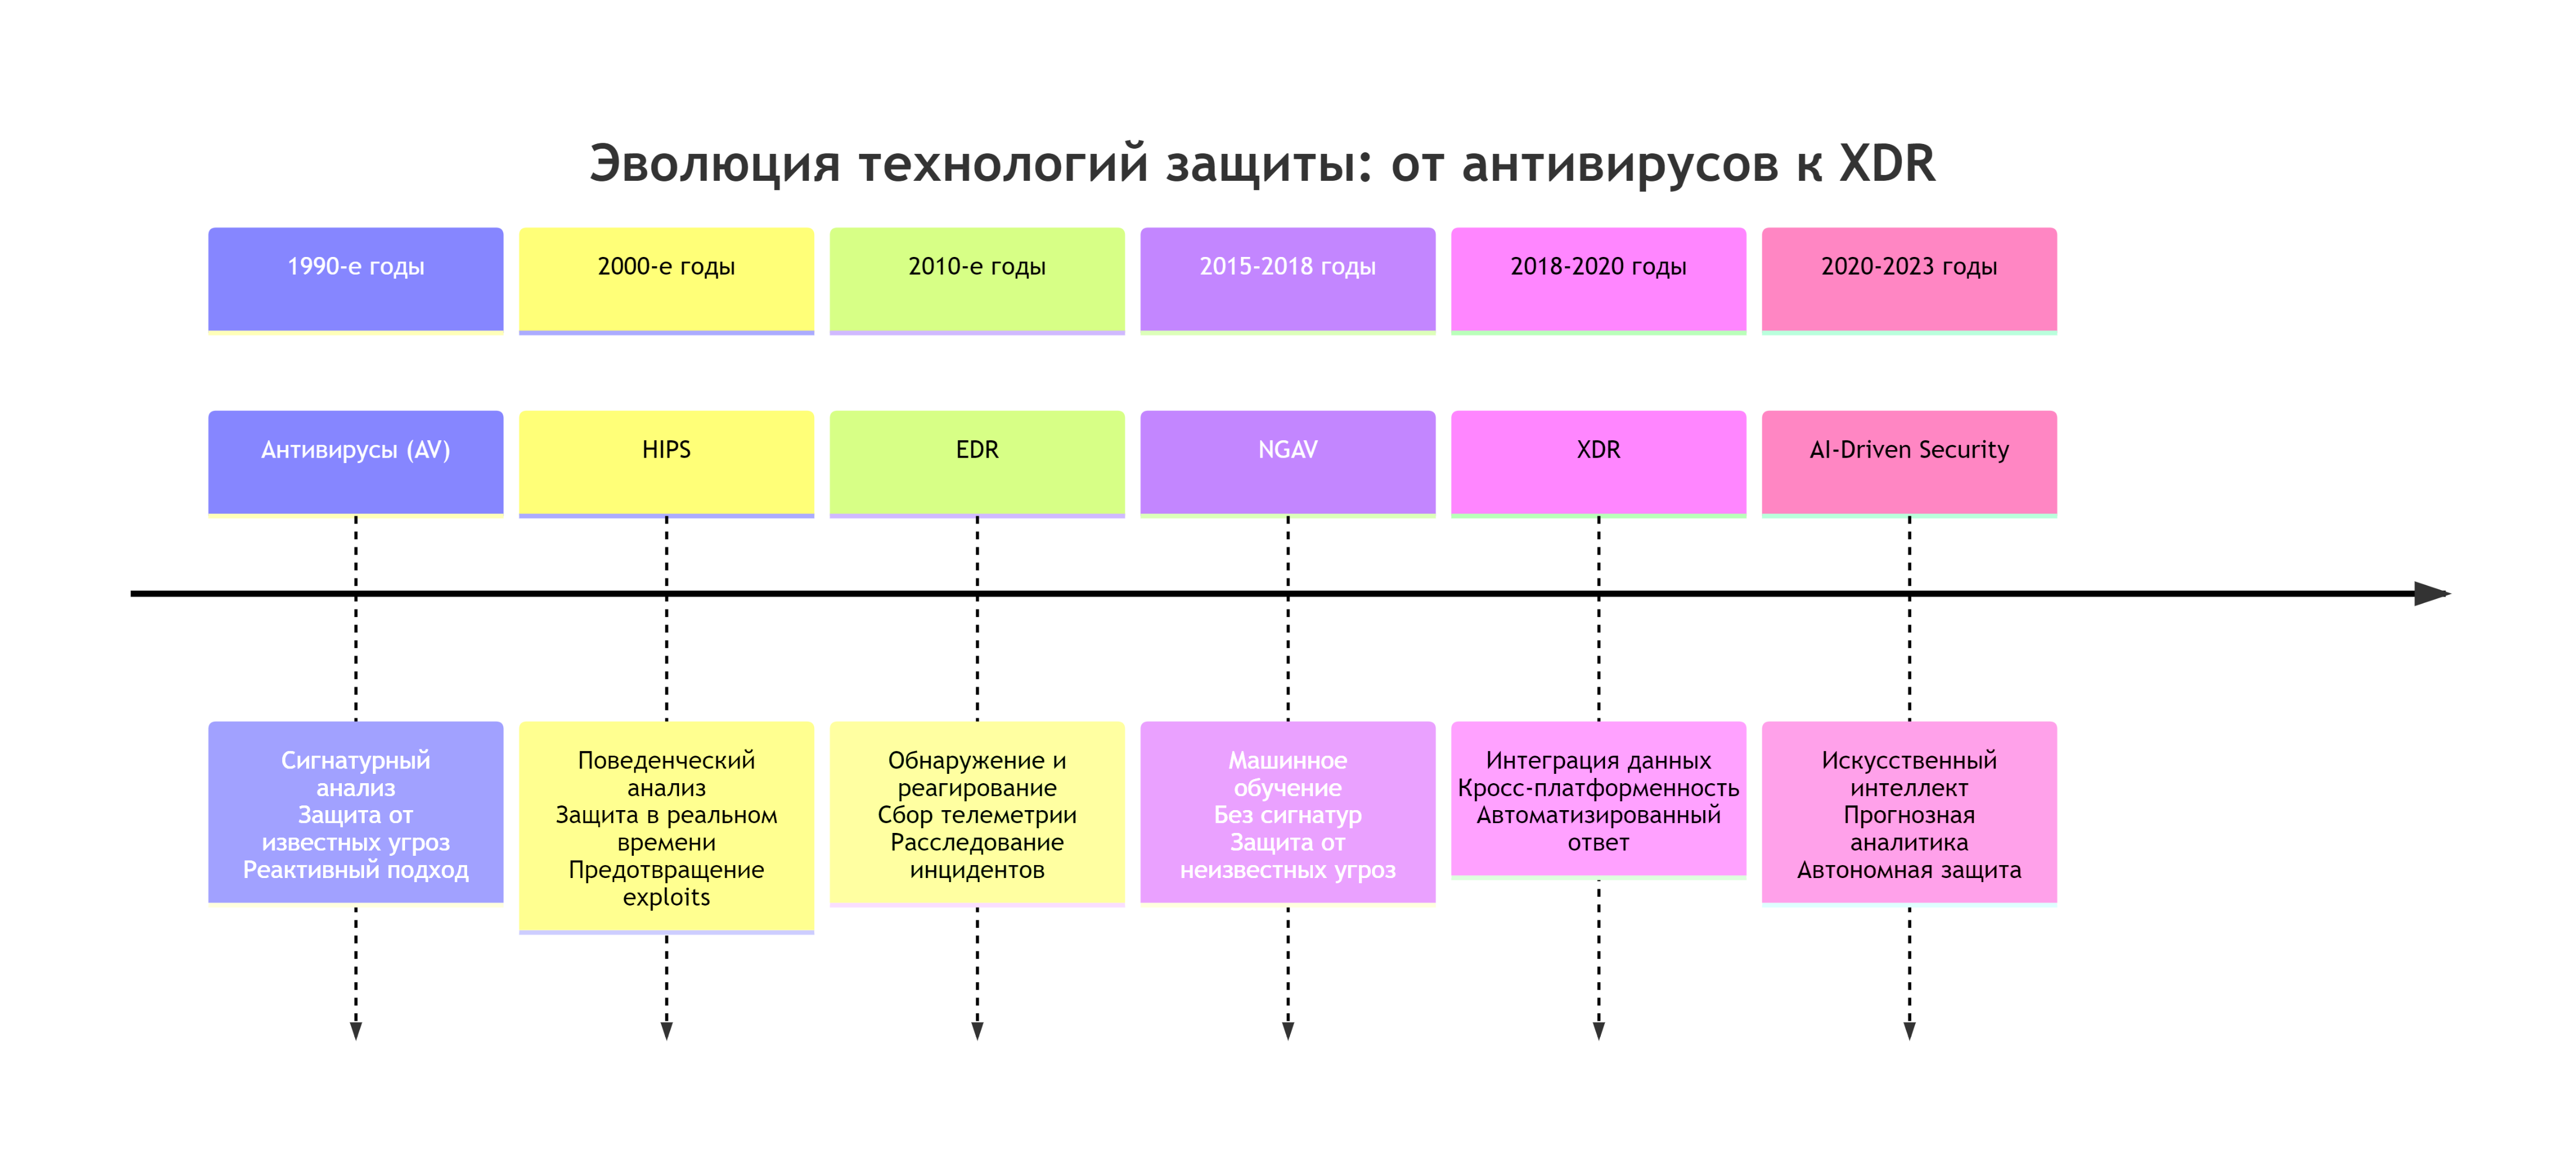 Эволюция технологий защиты: от антивирусов к XDR
1990-е годы
2000-е годы
2010-е годы
2015-2018 годы
2018-2020 годы
2020-2023 годы
Антивирусы (AV)
HIPS
EDR
NGAV
XDR
AI-Driven Security
Сигнатурный
анализ
Защита от
известных угроз
Реактивный подход
Поведенческий
анализ
Защита в реальном
времени
Предотвращение
exploits
Обнаружение и
реагирование
Сбор телеметрии
Расследование
инцидентов
Машинное
обучение
Без сигнатур
Защита от
неизвестных угроз
Интеграция данных
Кросс-платформенность
Автоматизированный
ответ
Искусственный
интеллект
Прогнозная
аналитика
Автономная защита